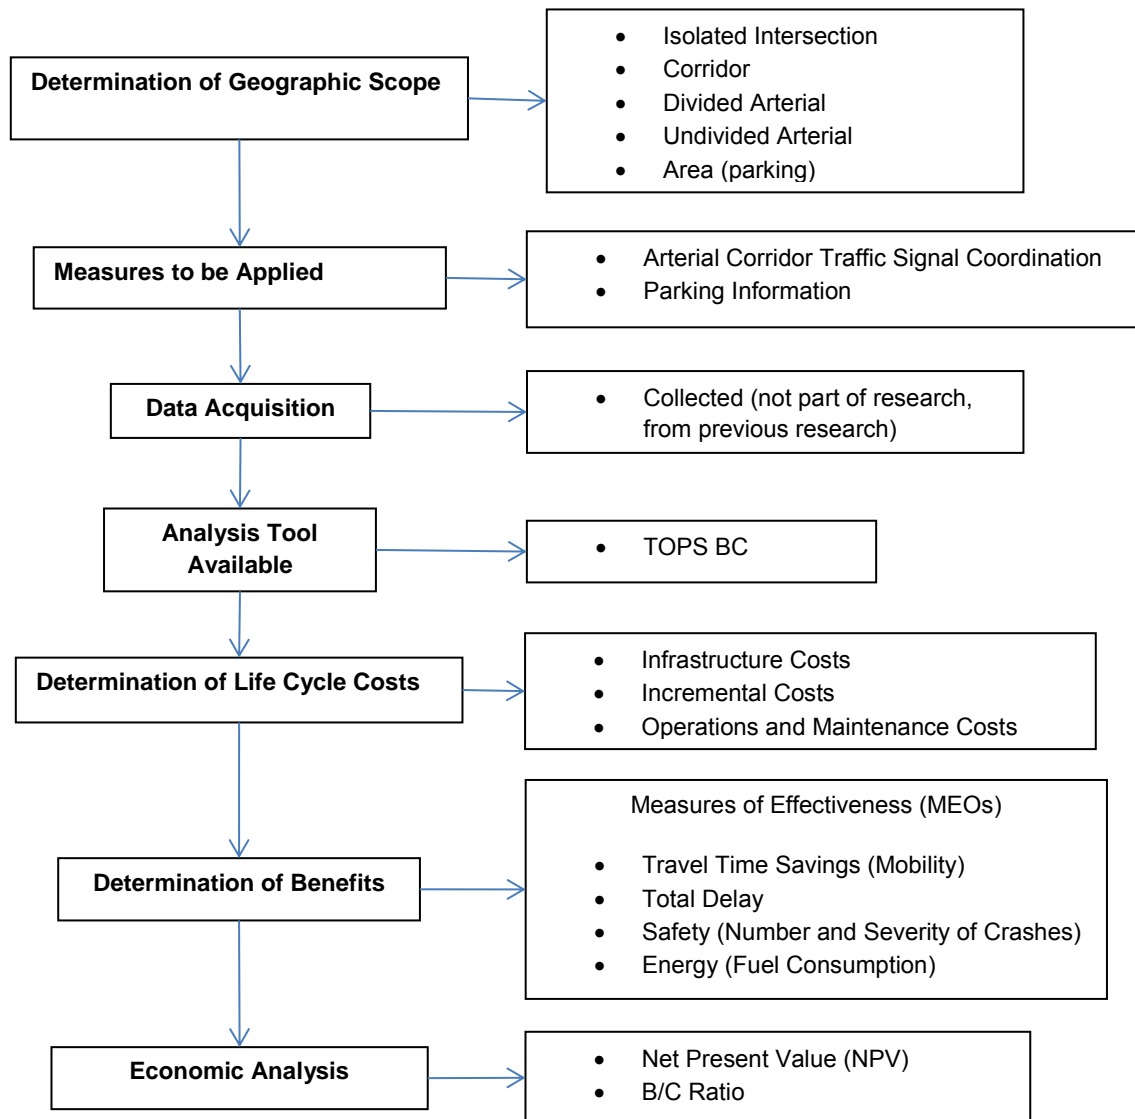 Determination of Geographic Scope
• Isolated Intersection
• Corridor
• Divided Arterial
• Undivided Arterial
• Area (parking)
Measures to be Applied
• Arterial Corridor Traffic Signal Coordination
• Parking Information
Data Acquisition
• Collected (not part of research,
from previous research)
Analysis Tool
Available
• TOPS BC
Determination of Life Cycle Costs
• Infrastructure Costs
• Incremental Costs
• Operations and Maintenance Costs
Determination of Benefits
Measures of Effectiveness (MEOs)
• Travel Time Savings (Mobility)
• Total Delay
• Safety (Number and Severity of Crashes)
• Energy (Fuel Consumption)
Economic Analysis
• Net Present Value (NPV)
• B/C Ratio